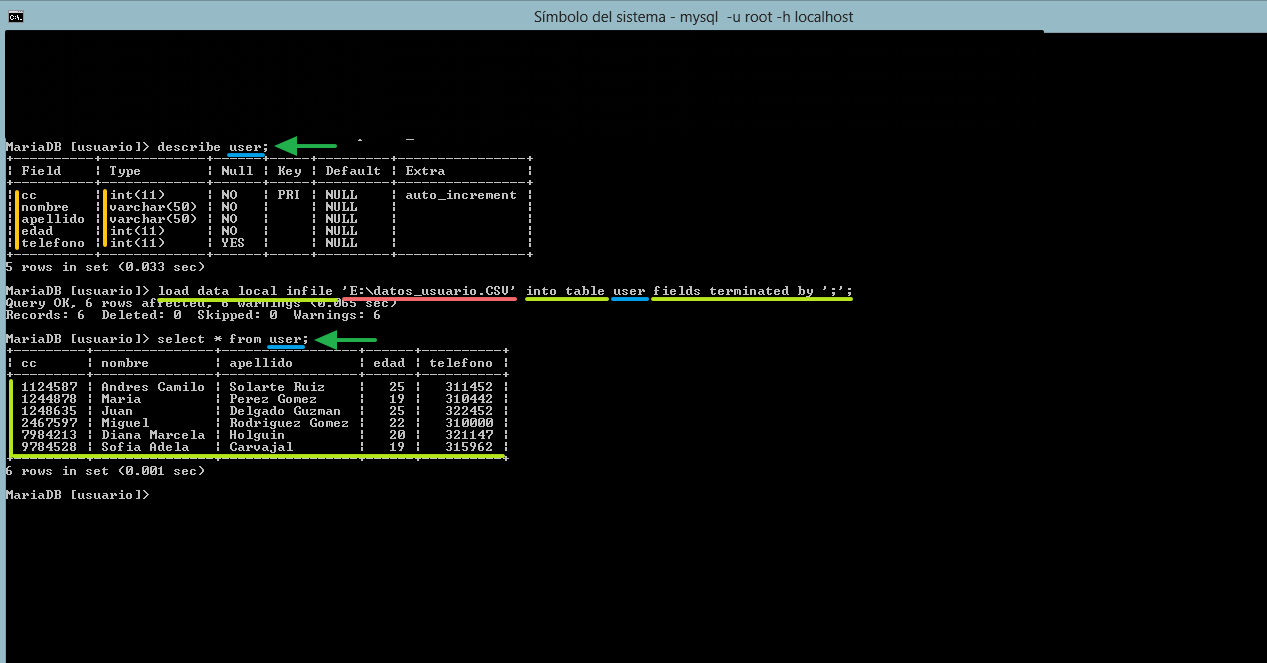 Símbolo del sistema - mysql -u root -h localhost
MariaDB [usuario]> describe user;
+----------+-------------+------+-----+---------+----------------+
| Field | Type | Null | Key | Default | Extra |
+----------+-------------+------+-----+---------+----------------+
| cc | int(11) | NO | PRI | NULL | auto_increment |
| nombre | varchar(50) | NO | | NULL | |
| apellido | varchar(50) | NO | | NULL | |
| edad | int(11) | NO | | NULL | |
| telefono | int(11) | YES | | NULL | |
+----------+-------------+------+-----+---------+----------------+
5 rows in set (0.033 sec)
MariaDB [usuario]> load data local infile 'E:\datos_usuario.CSV' into table user fields terminated by ';';
Query OK, 6 rows affected, 6 warnings (0.065 sec)
Records: 6 Deleted: 0 Skipped: 0 Warnings: 6
MariaDB [usuario]> select * from user;
+---------+---------------+-----------------+------+----------+
| cc | nombre | apellido | edad | telefono |
+---------+---------------+-----------------+------+----------+
| 1124587 | Andres Camilo | Solarte Ruiz | 25 | 311452 |
| 1244878 | Maria | Perez Gomez | 19 | 310442 |
| 1248635 | Juan | Delgado Guzman | 25 | 322452 |
| 2467597 | Miguel | Rodriguez Gomez | 22 | 310000 |
| 7984213 | Diana Marcela | Holguin | 20 | 321147 |
| 9784528 | Sofia Adela | Carvajal | 19 | 315962 |
+---------+---------------+-----------------+------+----------+
6 rows in set (0.001 sec)
MariaDB [usuario]>